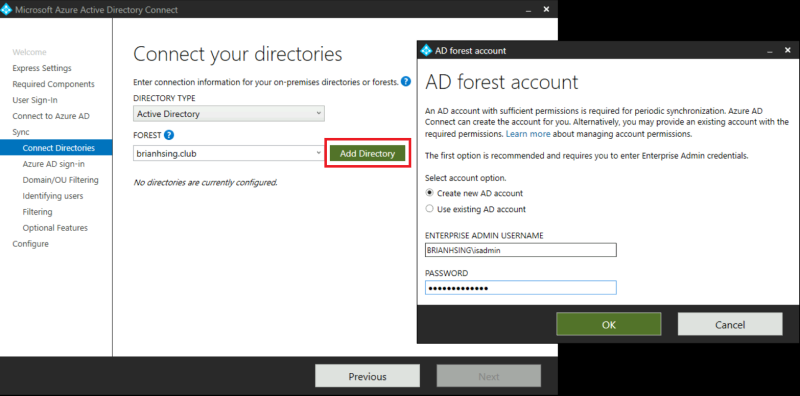 Microsoft Azure Active Directory Connect
Welcome
Express Settings
Required Components
User Sign-In
Connect to Azure AD
Sync
Connect Directories
Azure AD sign-in
Domain/OU Filtering
Identifying users
Filtering
Optional Features
Configure
Connect your directories
Enter connection information for your on-premises directories or forests. ?
DIRECTORY TYPE
Active Directory
FOREST ?
brianhsing.club
Add Directory
No directories are currently configured.
Previous
Next
AD forest account
AD forest account
An AD account with sufficient permissions is required for periodic synchronization. Azure AD
Connect can create the account for you. Alternatively, you may provide an existing account with the
required permissions. Learn more about managing account permissions.
The first option is recommended and requires you to enter Enterprise Admin credentials.
Select account option.
Create new AD account
Use existing AD account
ENTERPRISE ADMIN USERNAME
BRIANHSING\isadmin
PASSWORD
•••••••••••••
OK
Cancel